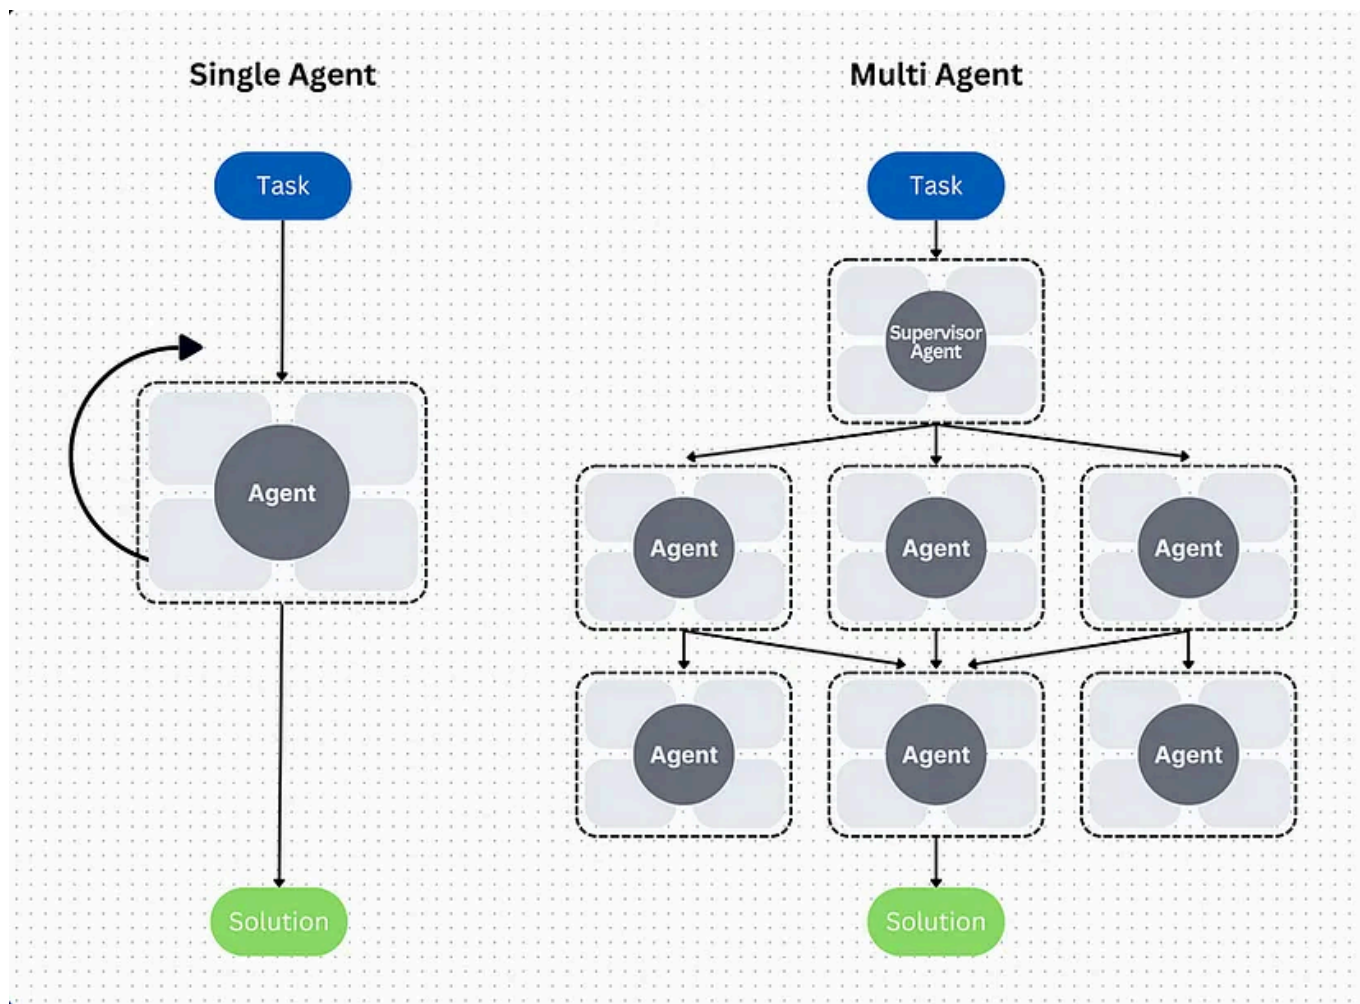 Single Agent
Multi Agent
Task
Task
Supervisor
Agent
Agent
Agent
Agent
Agent
Agent
Agent
Agent
Solution
Solution